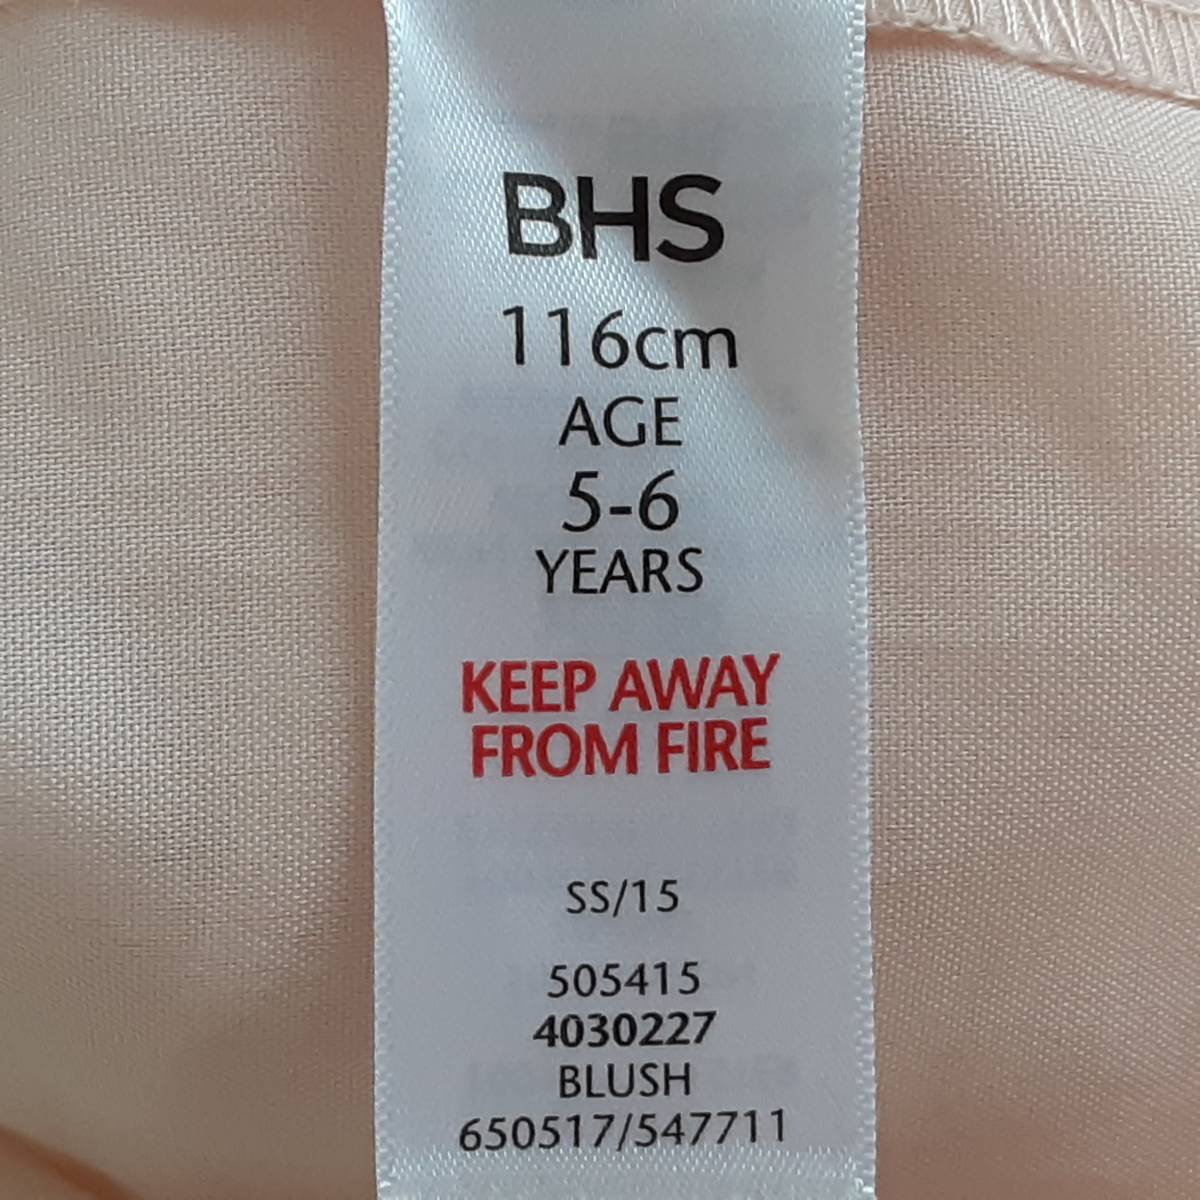 BHS
116cm
AGE
5-6
YEARS
KEEP AWAY
FROM FIRE
SS/15
505415
4030227
BLUSH
650517/547711